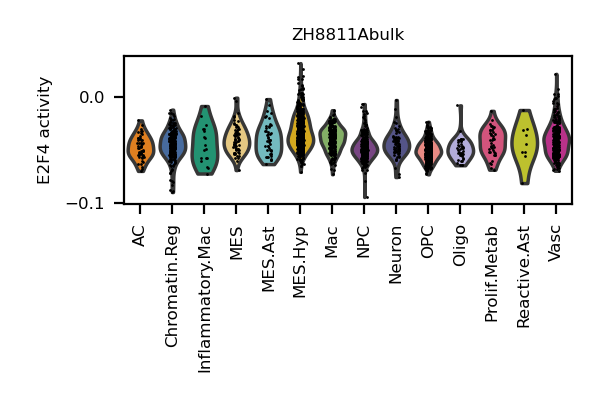 ZH8811Abulk
E2F4 activity
0.0
−0.1
AC
Chromatin.Reg
Inflammatory.Mac
MES
MES.Ast
MES.Hyp
Mac
NPC
Neuron
OPC
Oligo
Prolif.Metab
Reactive.Ast
Vasc